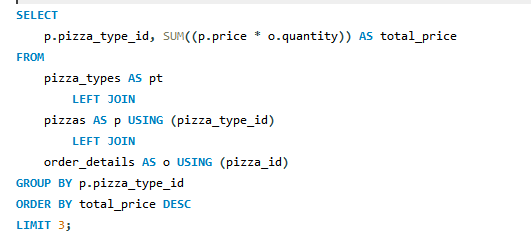 SELECT
p.pizza_type_id, SUM((p.price * o.quantity)) AS total_price
FROM
pizza_types AS pt
LEFT JOIN
pizzas AS p USING (pizza_type_id)
LEFT JOIN
order_details AS o USING (pizza_id)
GROUP BY p.pizza_type_id
ORDER BY total_price DESC
LIMIT 3;